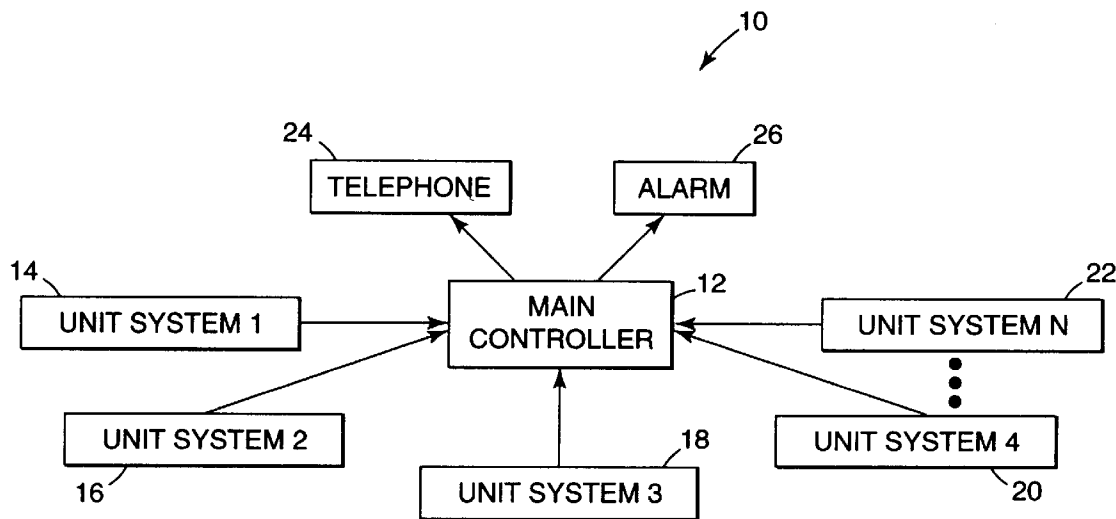 10
24
26
TELEPHONE
ALARM
14
12
22
MAIN
CONTROLLER
UNIT SYSTEM 1
UNIT SYSTEM N
UNIT SYSTEM 2
18
UNIT SYSTEM 4
16
UNIT SYSTEM 3
20